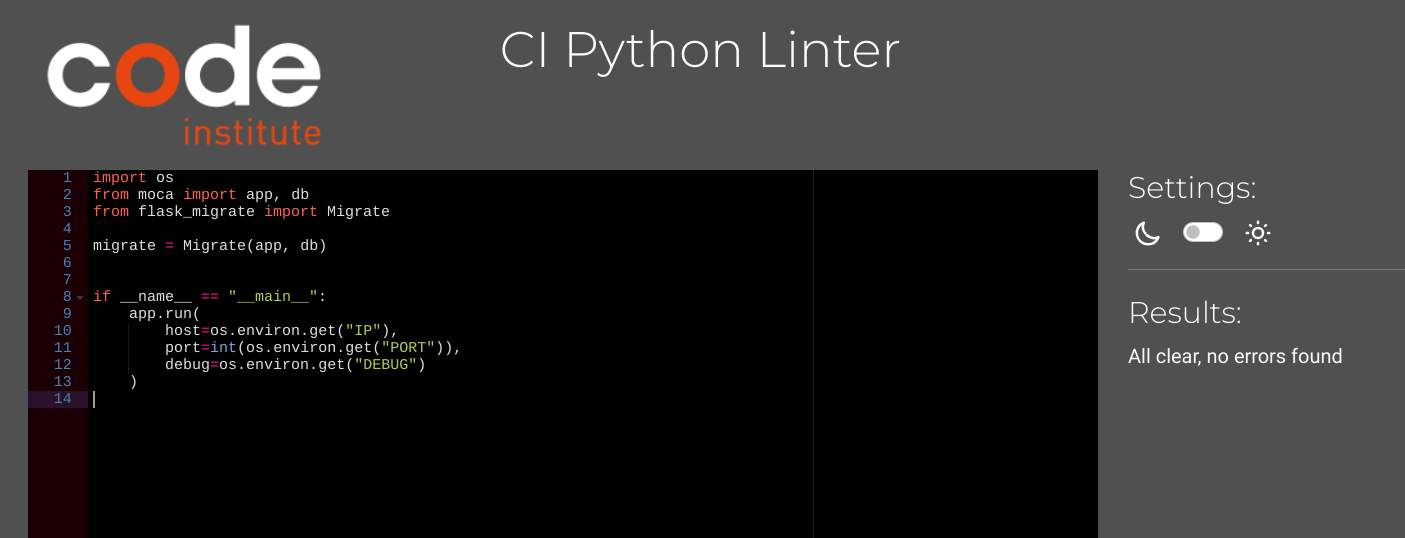 code
institute
CI Python Linter
1 import os
2 from moca import app, db
3 from flask_migrate import Migrate
4
5 migrate = Migrate(app, db)
6
7
8 if __name__ == "__main__":
9     app.run(
10         host=os.environ.get("IP"),
11         port=int(os.environ.get("PORT")),
12         debug=os.environ.get("DEBUG")
13     )
14
Settings:
Results:
All clear, no errors found